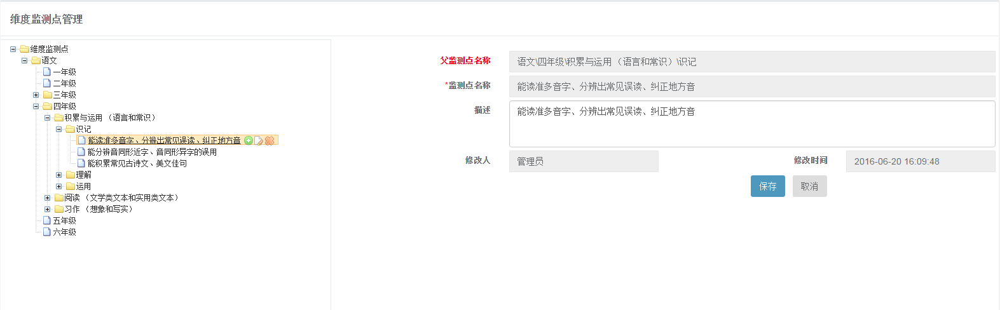 维度监测点管理
维度监测点
语文
一年级
二年级
三年级
四年级
积累与运用 （语言和常识）
识记
能读准多音字、分辨出常见误读、纠正地方音
能分辨音同形近字、音同形异字的误用
能积累常见古诗文、美文佳句
理解
运用
阅读 （文学类文本和实用类文本）
习作 （想象和写实）
五年级
六年级
父监测点名称 语文\四年级\积累与运用 （语言和常识）\识记
*监测点名称 能读准多音字、分辨出常见误读、纠正地方音
描述 能读准多音字、分辨出常见误读、纠正地方音
修改人 管理员 修改时间 2016-06-20 16:09:48
保存 取消